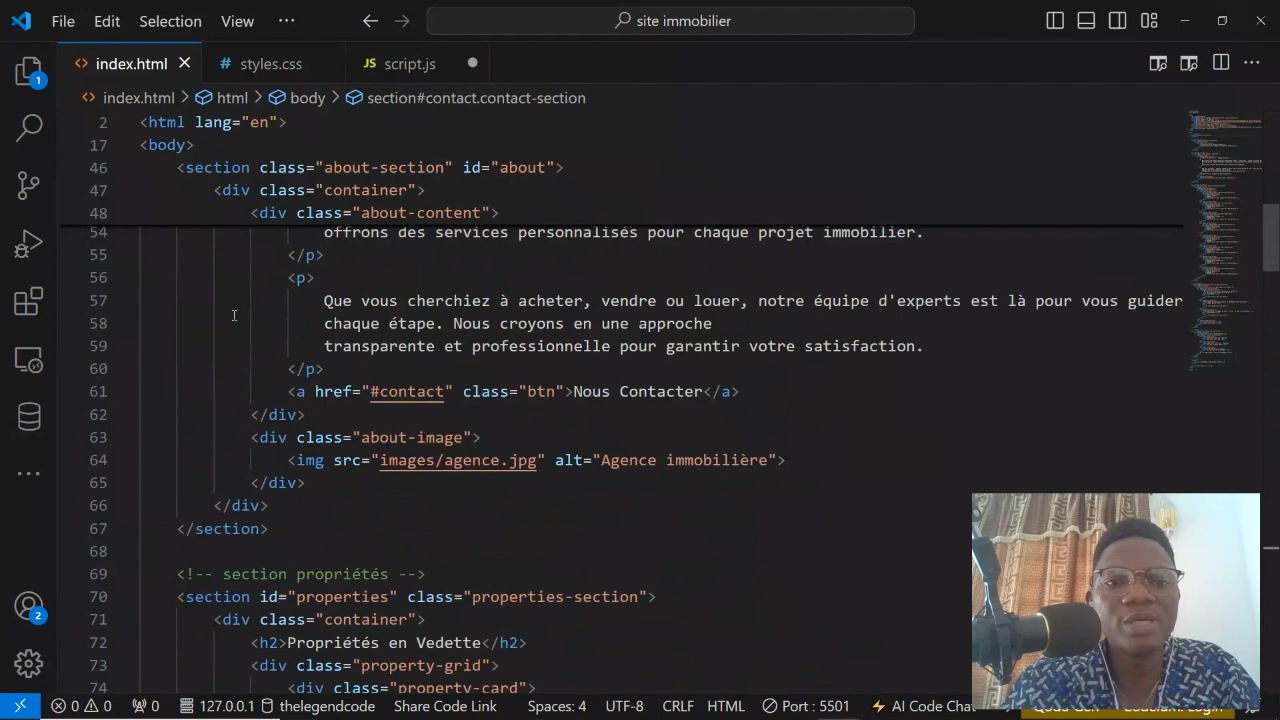 File Edit Selection View ··· site immobilier
index.html styles.css JS script.js
index.html > html > body > section#contact.contact-section
2 <html lang="en">
17 <body>
46 <section class="about-section" id="about">
47 <div class="container">
48 <div class="about-content">
54 offrons des services personnalisés pour chaque projet immobilier.
55 </p>
56 <p>
57 Que vous cherchiez à acheter, vendre ou louer, notre équipe d'experts est là pour vous guider
58 chaque étape. Nous croyons en une approche
59 transparente et professionnelle pour garantir votre satisfaction.
60 </p>
61 <a href="#contact" class="btn">Nous Contacter</a>
62 </div>
63 <div class="about-image">
64 <img src="images/agence.jpg" alt="Agence immobilière">
65 </div>
66 </div>
67 </section>
68
69 <!-- section propriétés -->
70 <section id="properties" class="properties-section">
71 <div class="container">
72 <h2>Propriétés en Vedette</h2>
73 <div class="property-grid">
74 <div class="property-card">
0 0 0 127.0.0.1 thelegendcode Share Code Link Spaces: 4 UTF-8 CRLF HTML Port : 5501 AI Code Chat